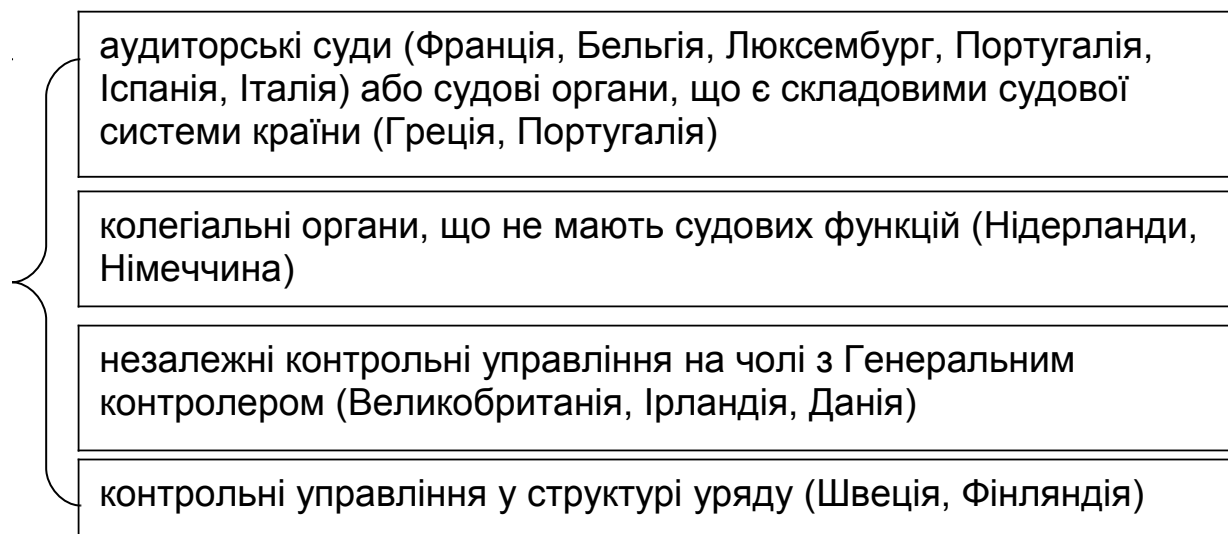 аудиторські суди (Франція, Бельгія, Люксембург, Португалія,
Іспанія, Італія) або судові органи, що є складовими судової
системи країни (Греція, Португалія)
колегіальні органи, що не мають судових функцій (Нідерланди,
Німеччина)
незалежні контрольні управління на чолі з Генеральним
контролером (Великобританія, Ірландія, Данія)
контрольні управління у структурі уряду (Швеція, Фінляндія)